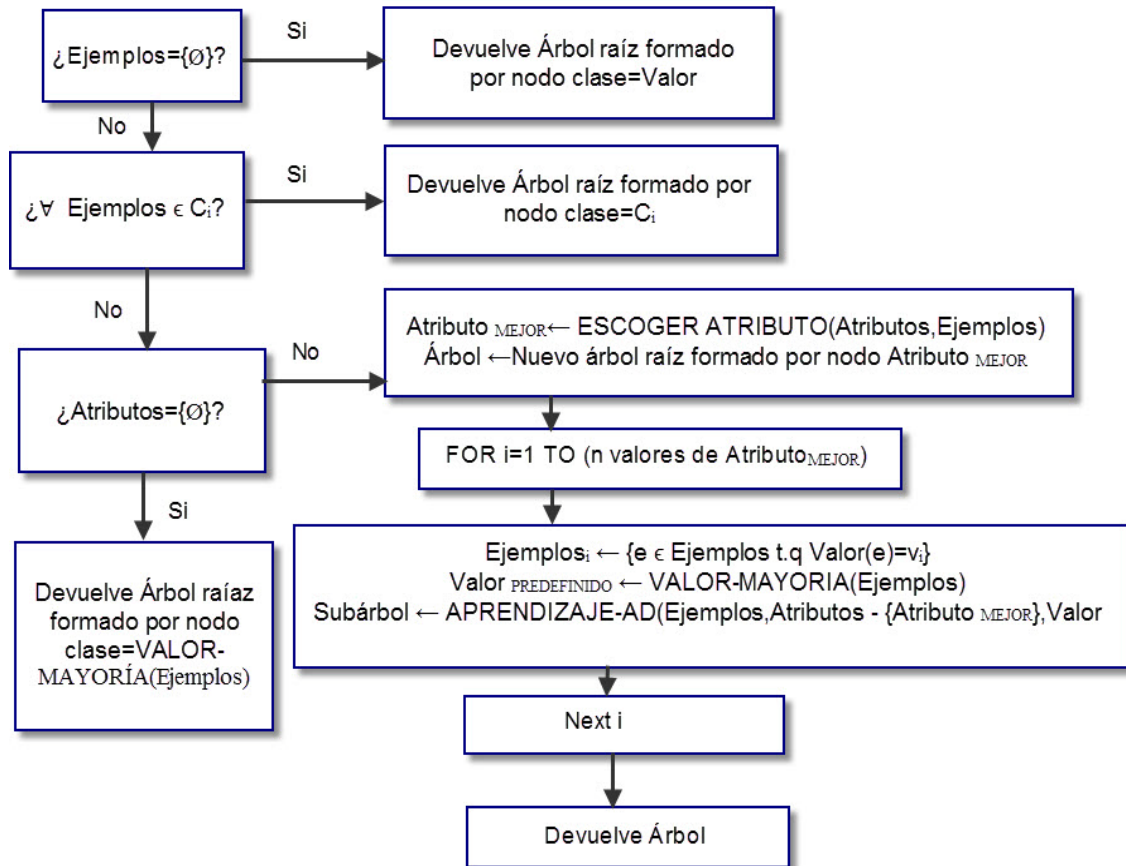 ¿Ejemplos={Ø}?
Si
Devuelve Árbol raíz formado
por nodo clase=Valor
No
¿∀ Ejemplos ϵ Ci?
Si
Devuelve Árbol raíz formado por
nodo clase=Ci
No
¿Atributos={Ø}?
No
Atributo MEJOR← ESCOGER ATRIBUTO(Atributos,Ejemplos)
Árbol ←Nuevo árbol raíz formado por nodo Atributo MEJOR
FOR i=1 TO (n valores de AtributoMEJOR)
Si
Devuelve Árbol raíaz
formado por nodo
clase=VALOR-
MAYORÍA(Ejemplos)
Ejemplosi ← {e ϵ Ejemplos t.q Valor(e)=vi}
Valor PREDEFINIDO ← VALOR-MAYORIA(Ejemplos)
Subárbol ← APRENDIZAJE-AD(Ejemplos,Atributos - {Atributo MEJOR},Valor
Next i
Devuelve Árbol